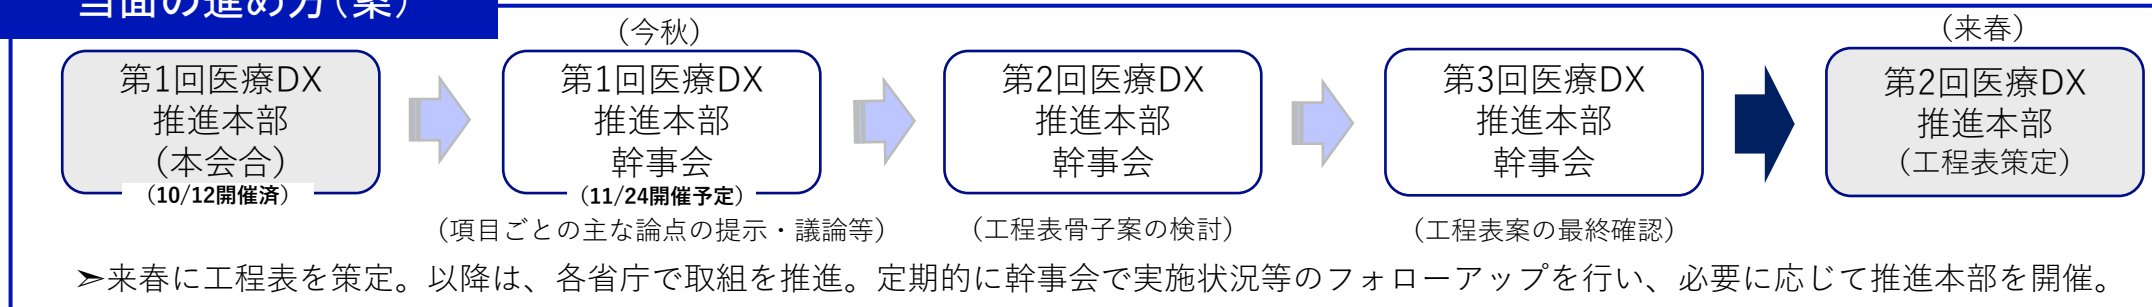 当面の進め方(案)
(今秋)
(来春)
第1回医療DX
推進本部
(本会合)
(10/12開催済)
第1回医療DX
推進本部
幹事会
(11/24開催予定)
(項目ごとの主な論点の提示・議論等)
第2回医療DX
推進本部
幹事会
(工程表骨子案の検討)
第3回医療DX
推進本部
幹事会
(工程表案の最終確認)
第2回医療DX
推進本部
(工程表策定)
➢来春に工程表を策定。以降は、各省庁で取組を推進。定期的に幹事会で実施状況等のフォローアップを行い、必要に応じて推進本部を開催。